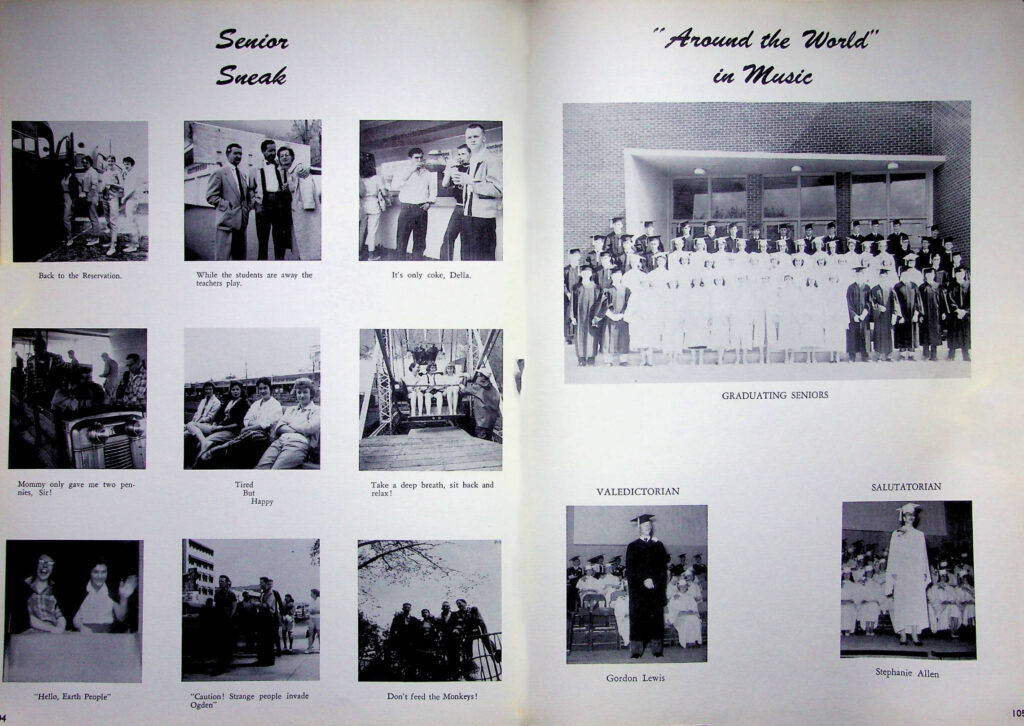 Senior
Sneak
Back to the Reservation.
While the students are away the
teachers play.
It's only coke, Della.
Mommy only gave me two pen-
nies, Sir!
Tired
But
Happy
Take a deep breath, sit back and
relax!
"Hello, Earth People"
"Caution! Strange people invade
Ogden"
Don't feed the Monkeys!
"Around the World"
in Music
GRADUATING SENIORS
VALEDICTORIAN
SALUTATORIAN
Gordon Lewis
Stephanie Allen
105